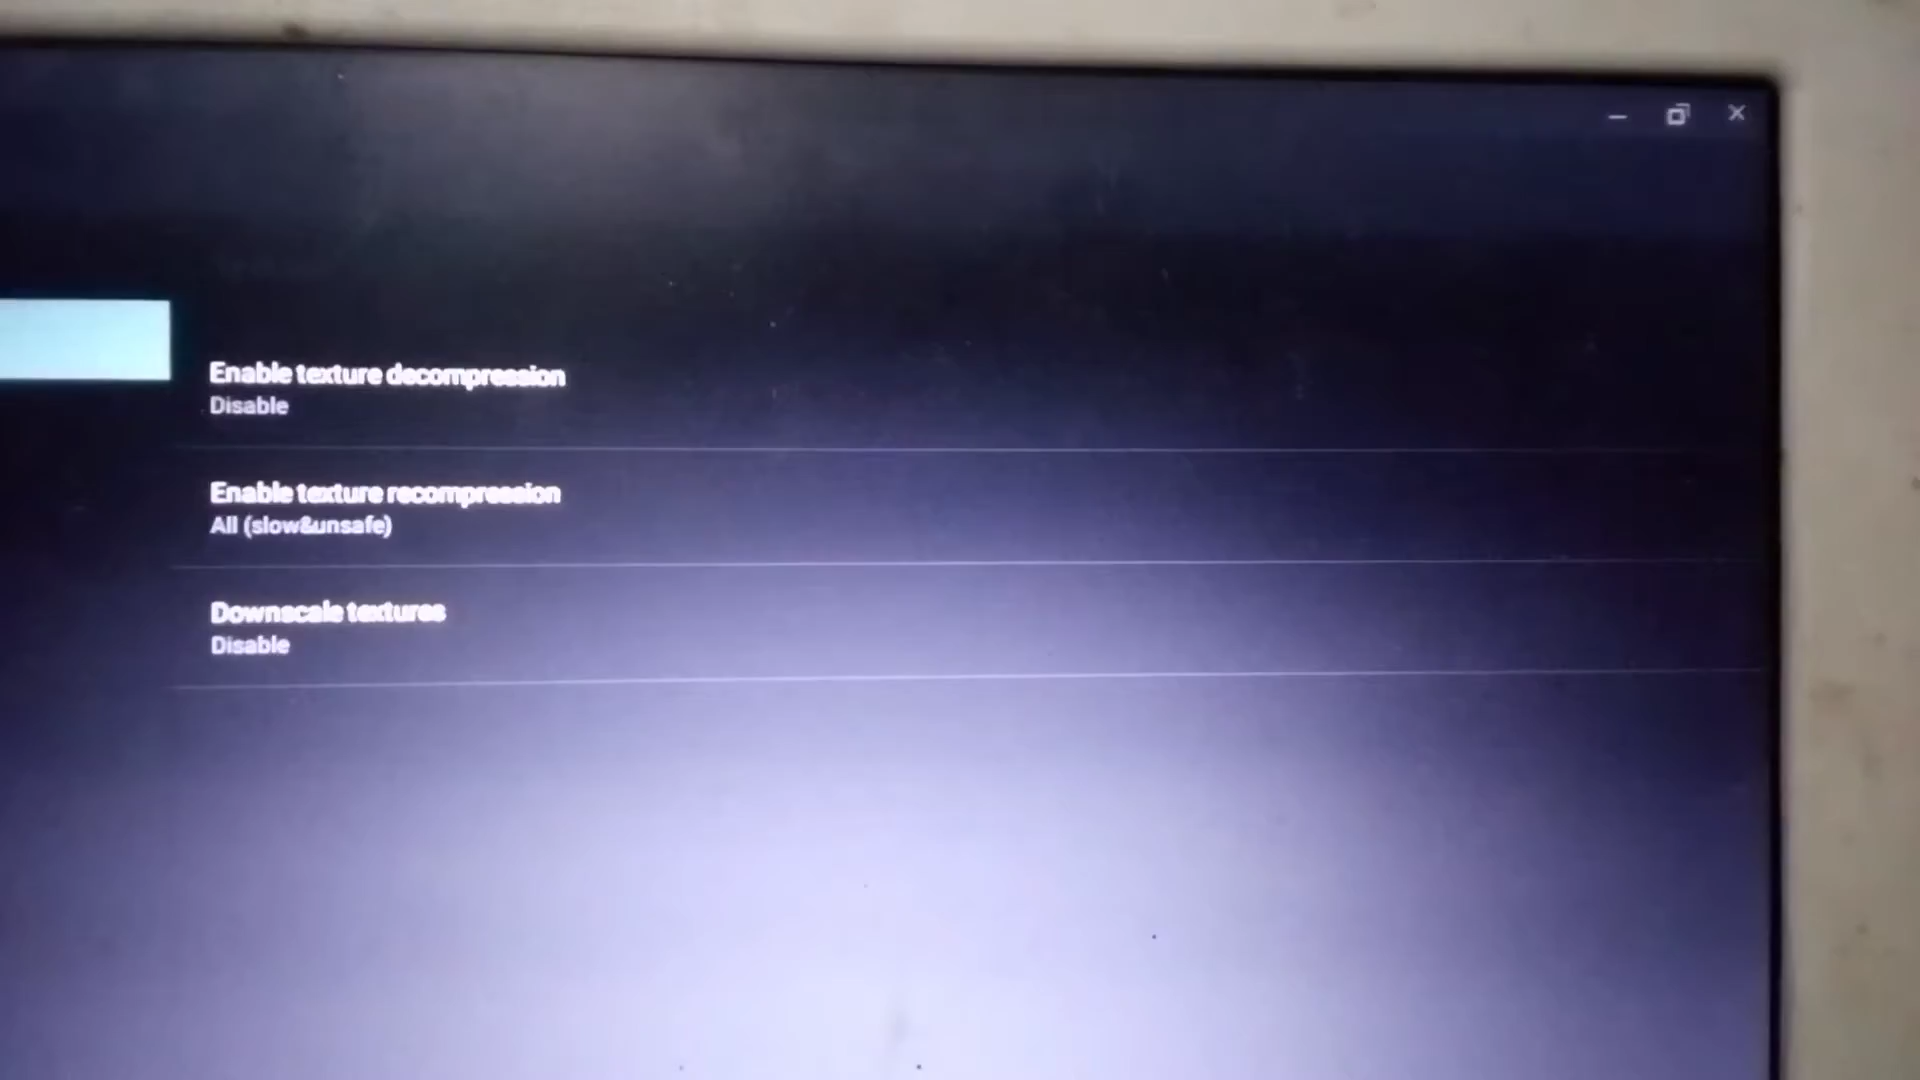 Enable texture decompression
Disable
Enable texture recompression
All (slow&unsafe)
Downscale textures
Disable